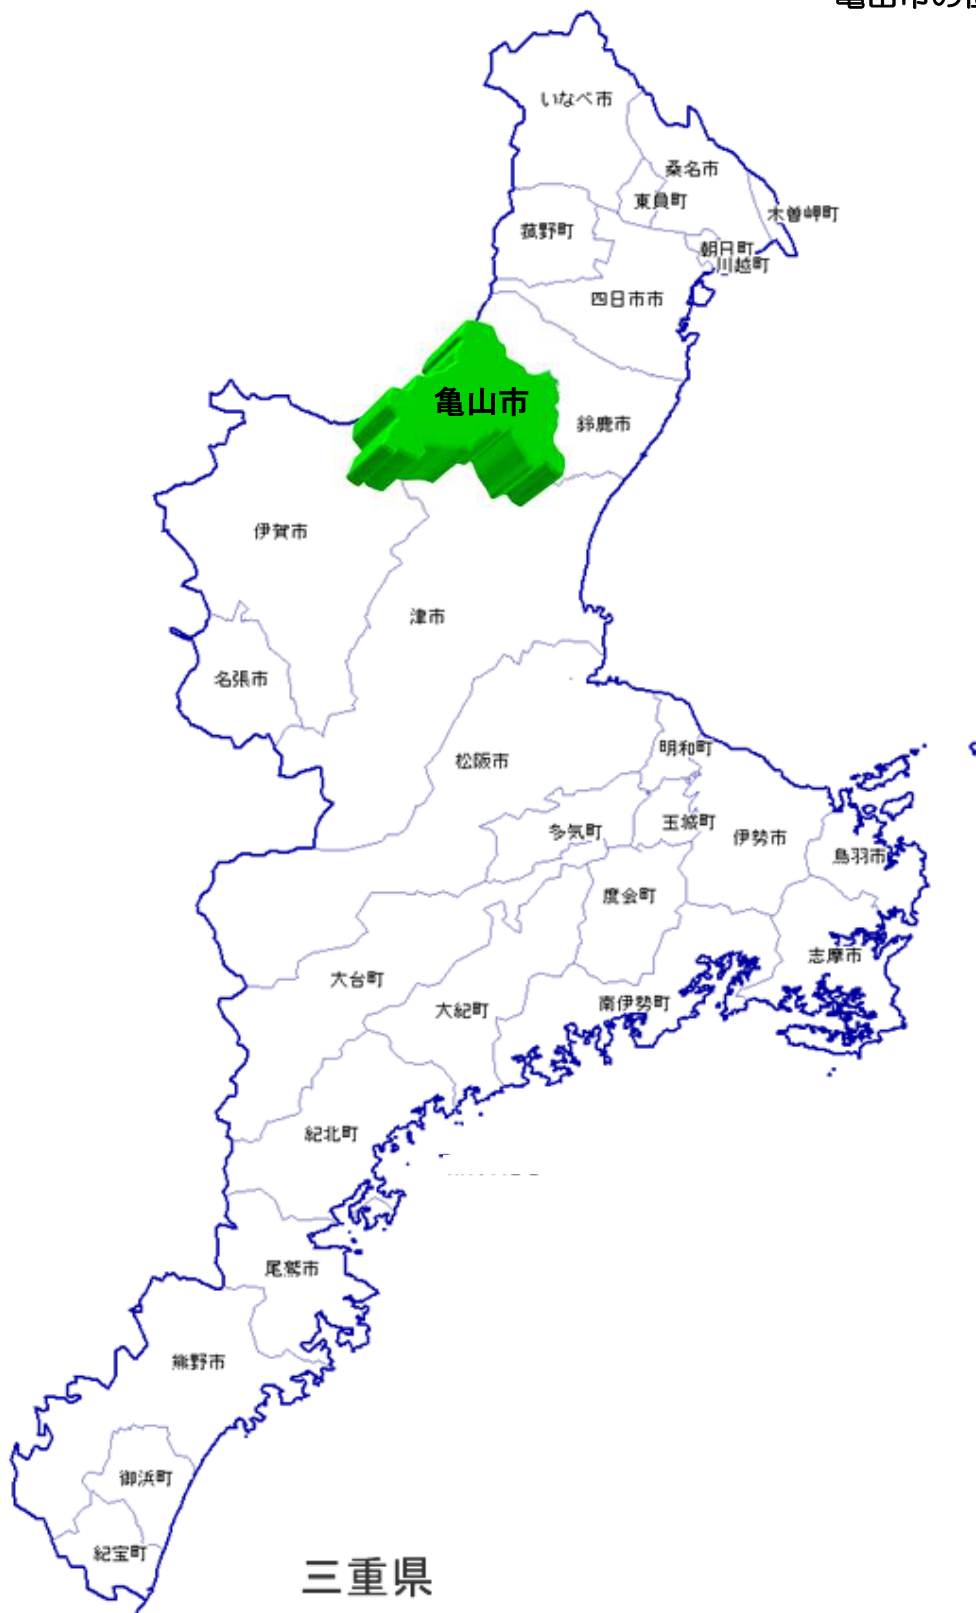 亀山市の
いなべ市
桑名市
東員町
木曽岬町
菰野町
朝日町
川越町
四日市市
亀山市
鈴鹿市
伊賀市
津市
名張市
明和町
松阪市
玉城町
多気町
伊勢市
鳥羽市
度会町
志摩市
大台町
南伊勢町
大紀町
紀北町
尾鷲市
熊野市
御浜町
紀宝町
三重県